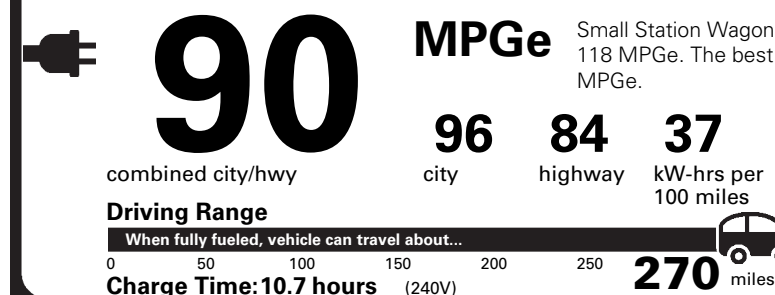 90
MPGe
Small Station Wagon
118 MPGe. The best
MPGe.
combined city/hwy
96 city
84 highway
37 kW-hrs per
100 miles
Driving Range
When fully fueled, vehicle can travel about...
0 50 100 150 200 250 270 miles
Charge Time: 10.7 hours (240V)